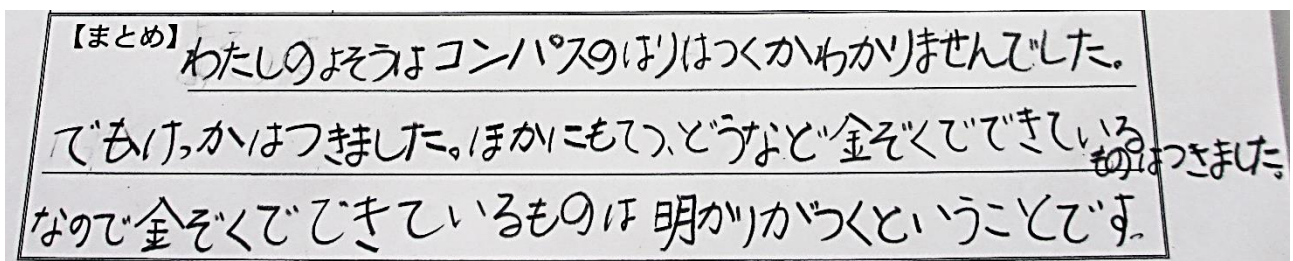 【まとめ】わたしのよそうはコンパスのはりはつくかわかりませんでした。
でもけっかはつきました。ほかにもてつ、どうなど金ぞくでできているものはつきました。
なので金ぞくでできているものは明かりがつくということです。